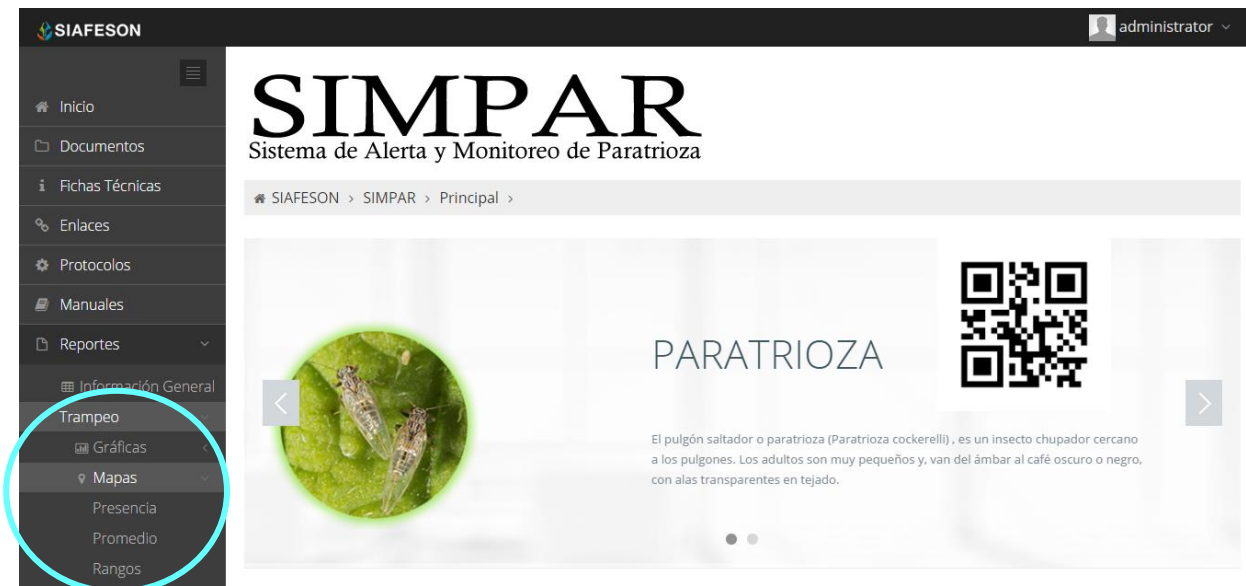 SIAFESON
administrator
Inicio
Documentos
Fichas Técnicas
Enlaces
Protocolos
Manuales
Reportes
Información General
Trampeo
Gráficas
Mapas
Presencia
Promedio
Rangos
SIMPAR
Sistema de Alerta y Monitoreo de Paratrioza
SIAFESON > SIMPAR > Principal >
PARATRIOZA
El pulgón saltador o paratrioza (Paratrioza cockerelli) , es un insecto chupador cercano
a los pulgones. Los adultos son muy pequeños y, van del ámbar al café oscuro o negro,
con alas transparentes en tejado.